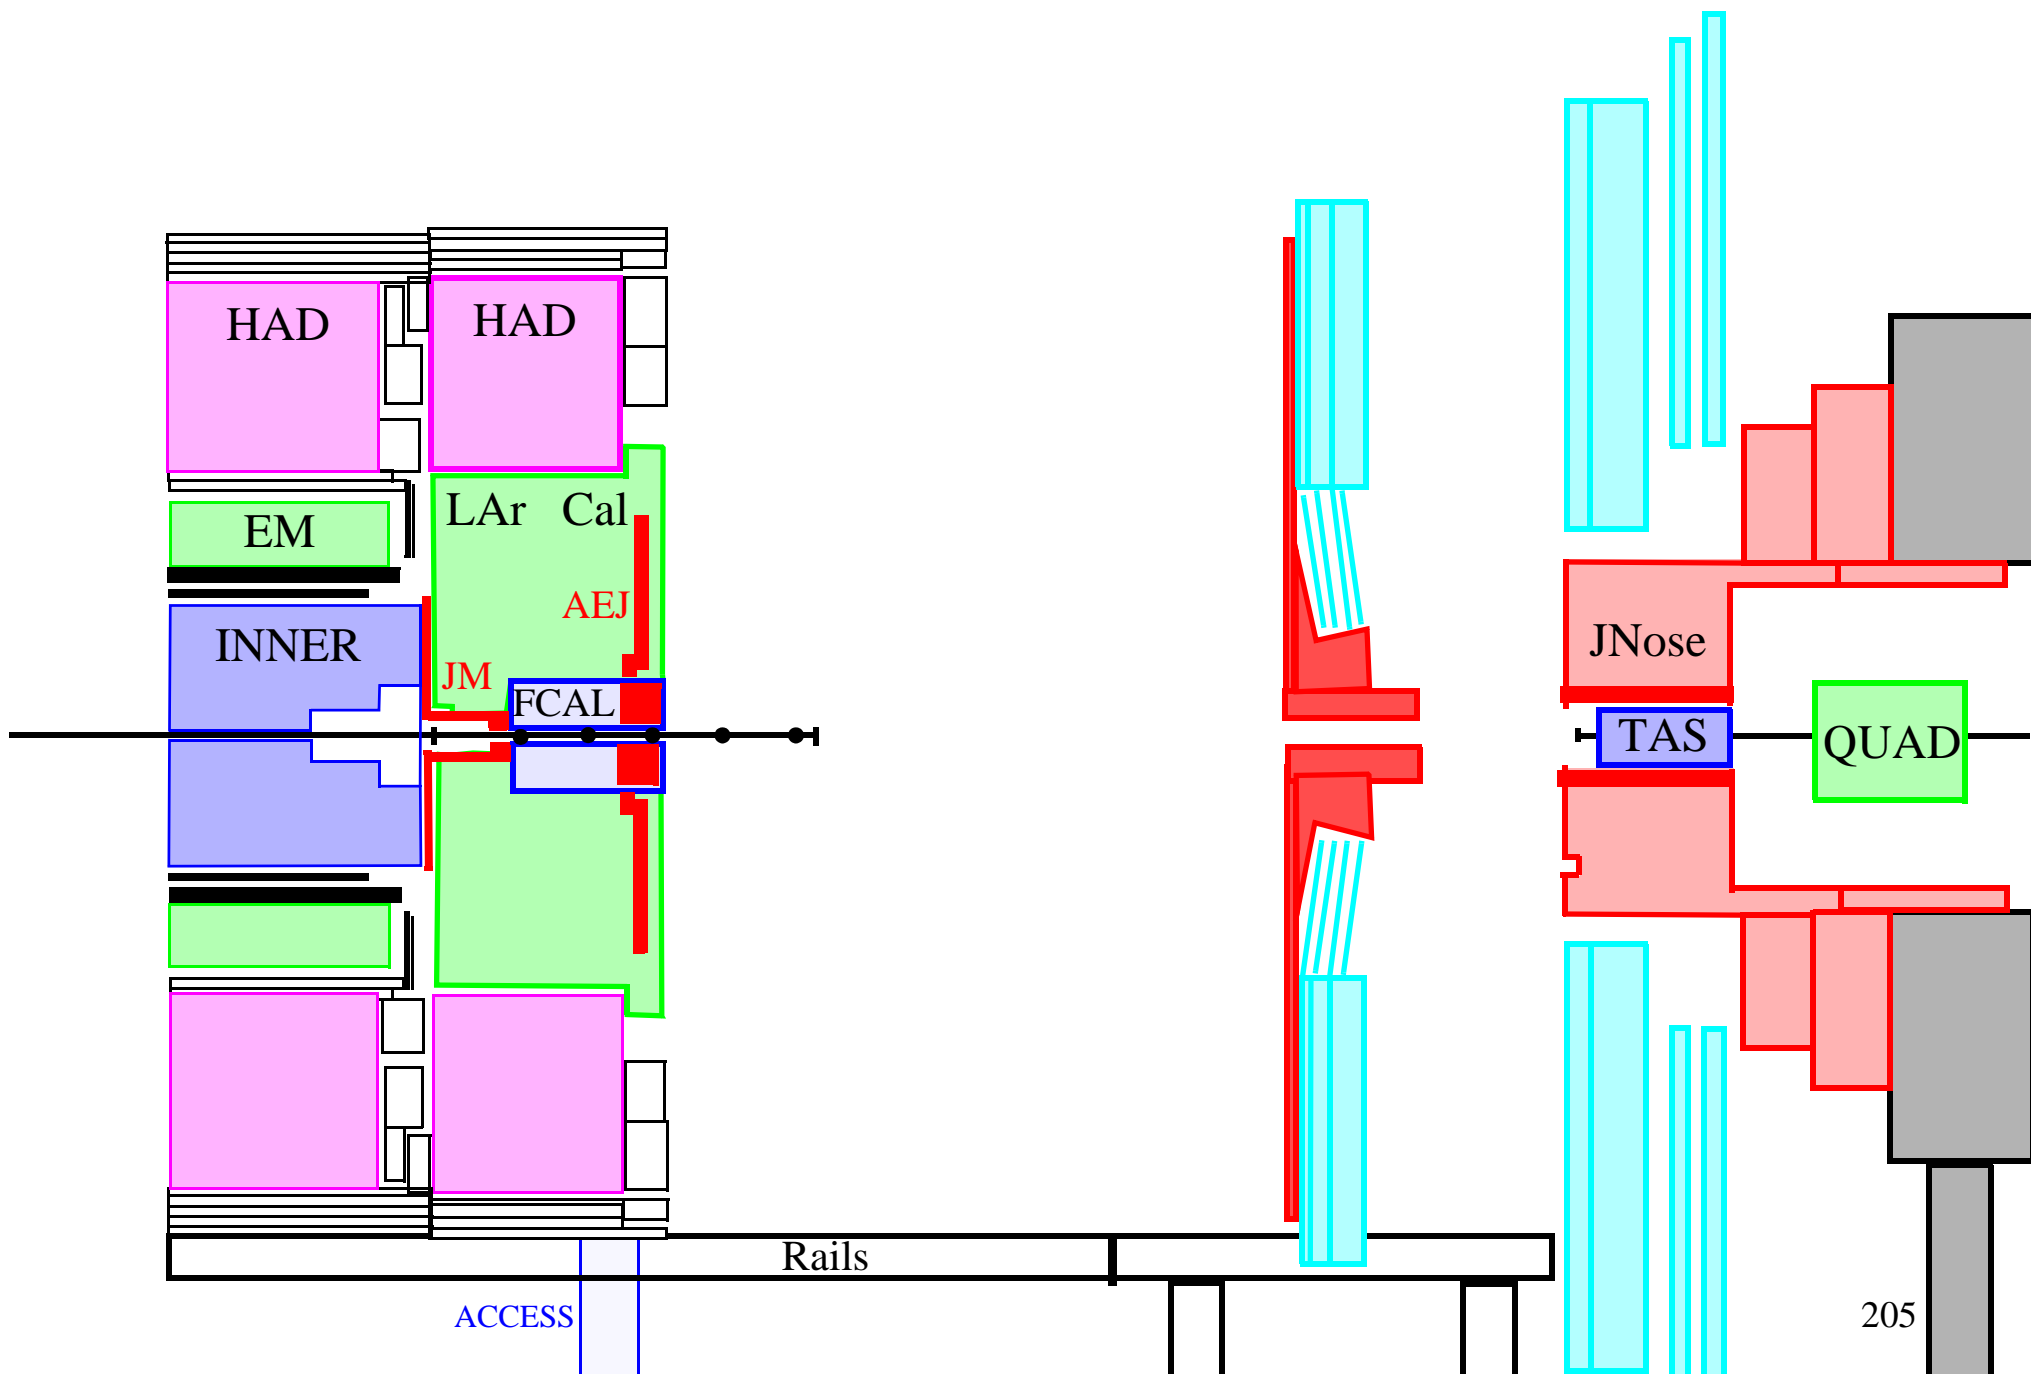 HAD HAD
LAr Cal
EM
AEJ
INNER
JNose
JM
FCAL
TAS
QUAD
Rails
ACCESS
205